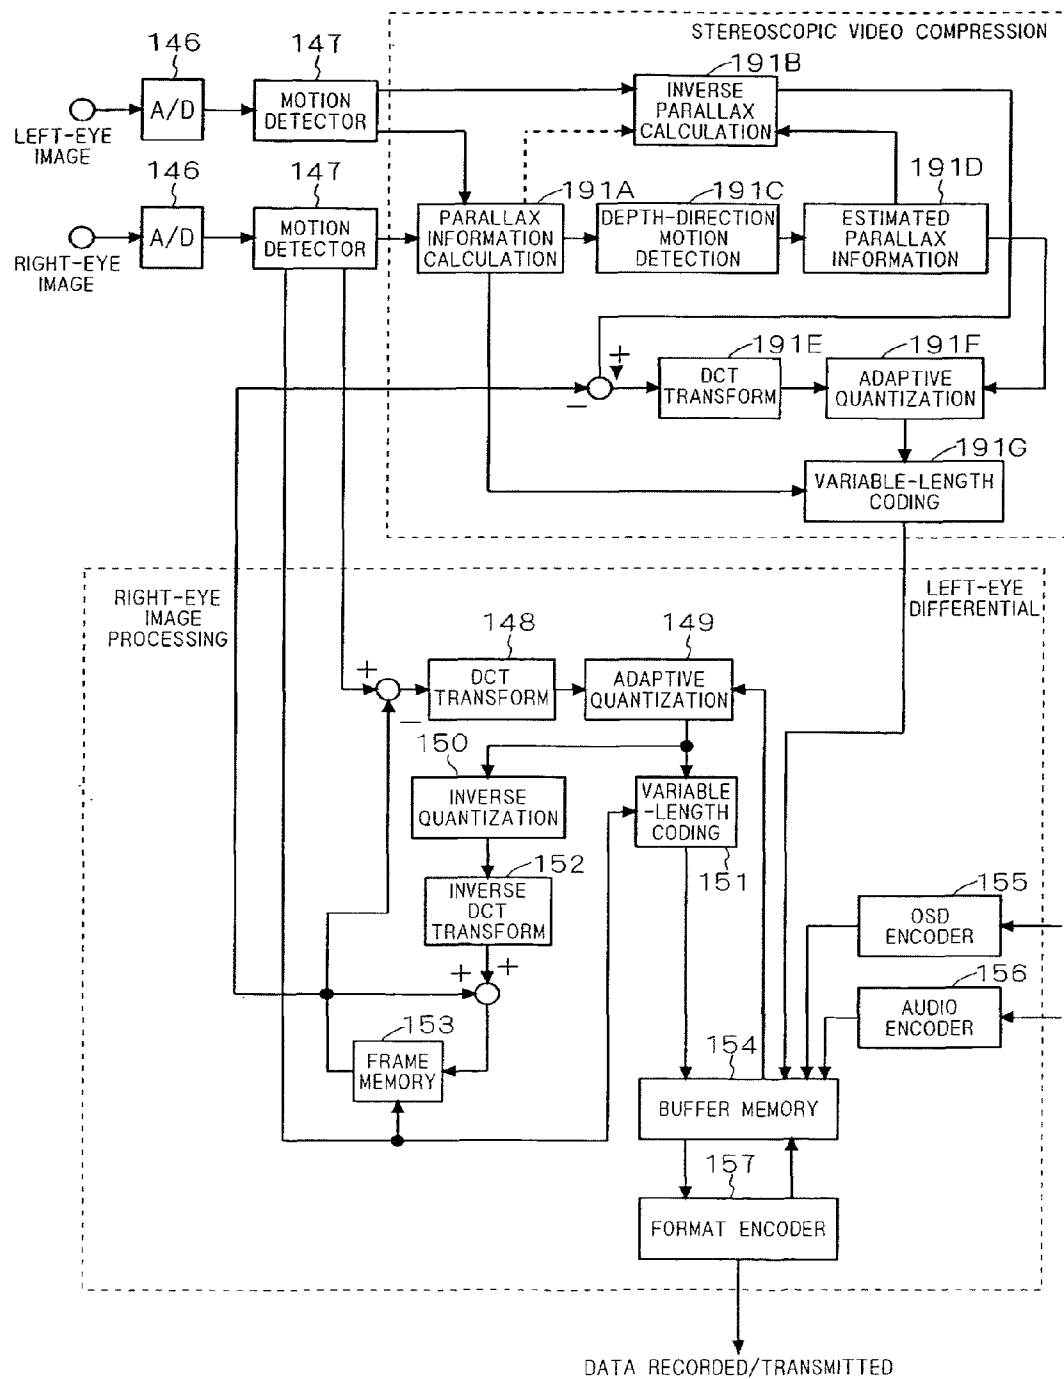 STEREOSCOPIC VIDEO COMPRESSION
146
147
191B
A/D
MOTION
DETECTOR
INVERSE
PARALLAX
CALCULATION
LEFT-EYE
IMAGE
146
147
191A
191C
191D
A/D
MOTION
DETECTOR
PARALLAX
INFORMATION
CALCULATION
DEPTH-DIRECTION
MOTION
DETECTION
ESTIMATED
PARALLAX
INFORMATION
RIGHT-EYE
IMAGE
+
−
191E
191F
DCT
TRANSFORM
ADAPTIVE
QUANTIZATION
191G
VARIABLE-LENGTH
CODING
RIGHT-EYE
IMAGE
PROCESSING
LEFT-EYE
DIFFERENTIAL
148
149
+
−
DCT
TRANSFORM
ADAPTIVE
QUANTIZATION
150
INVERSE
QUANTIZATION
VARIABLE
-LENGTH
CODING
151
152
INVERSE
DCT
TRANSFORM
155
OSD
ENCODER
+
+
156
AUDIO
ENCODER
153
FRAME
MEMORY
154
BUFFER MEMORY
157
FORMAT ENCODER
DATA RECORDED/TRANSMITTED